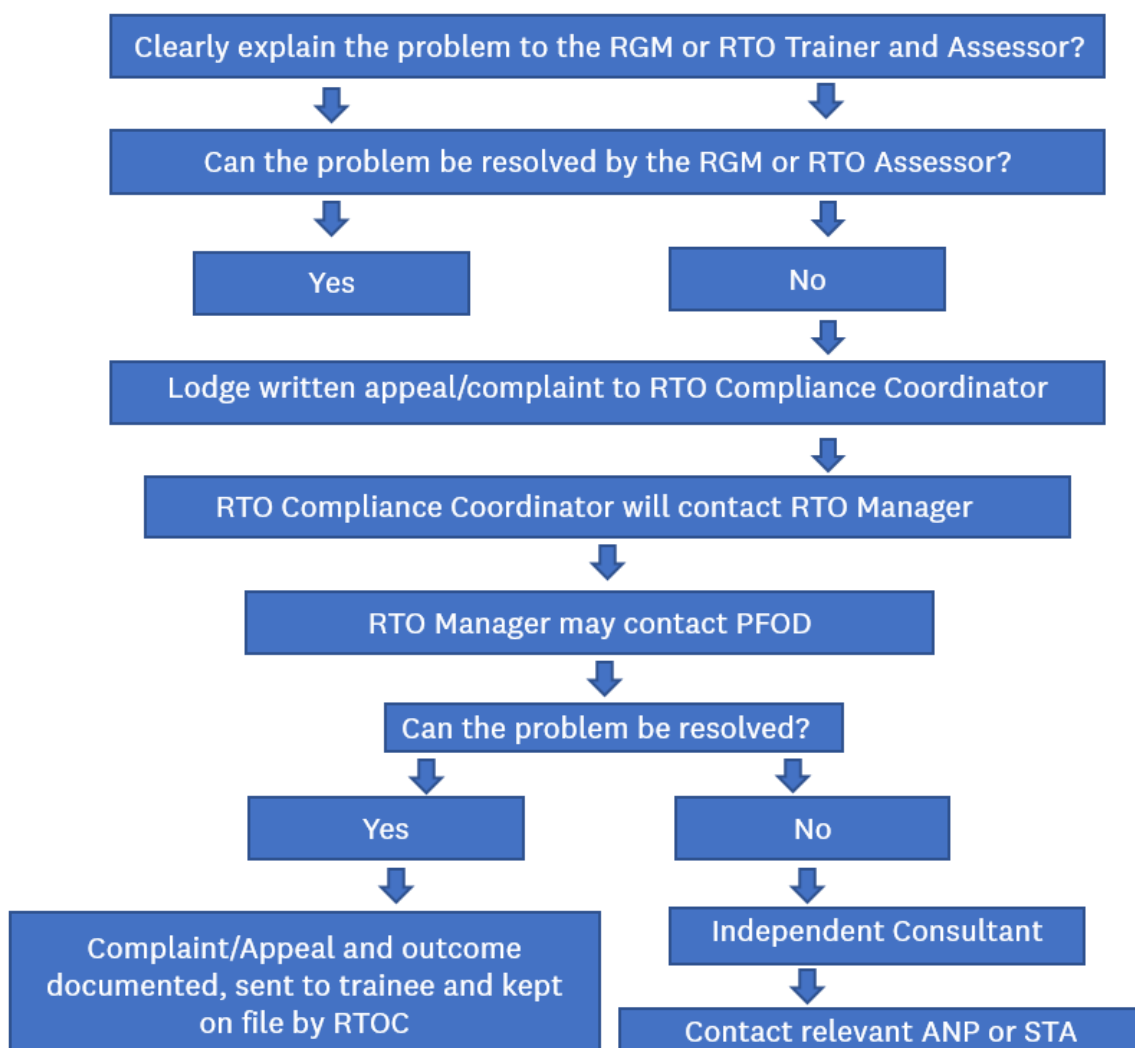 Clearly explain the problem to the RGM or RTO Trainer and Assessor?
Can the problem be resolved by the RGM or RTO Assessor?
Yes
No
Lodge written appeal/complaint to RTO Compliance Coordinator
RTO Compliance Coordinator will contact RTO Manager
RTO Manager may contact PFOD
Can the problem be resolved?
Yes
No
Complaint/Appeal and outcome
documented, sent to trainee and kept
on file by RTOC
Independent Consultant
Contact relevant ANP or STA